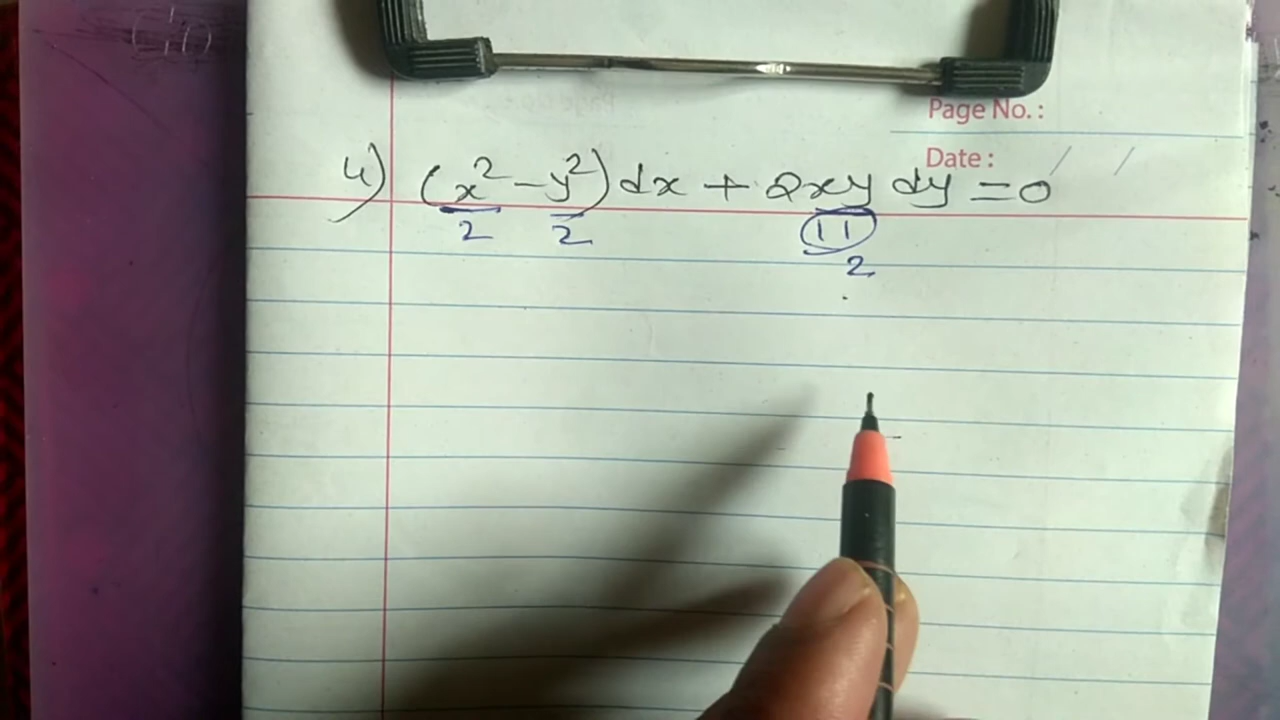 Page No. :
Date : / /
4) (x² - y²) dx + 2xy dy = 0
2 2 11
2